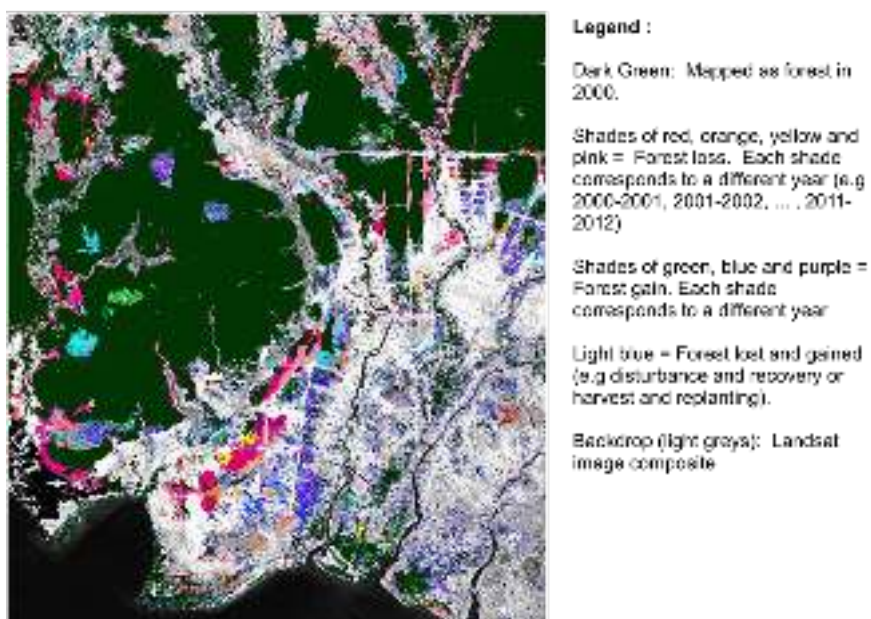 Legend :
Dark Green:  Mapped as forest in
2000.
Shades of red, orange, yellow and
pink =  Forest loss.  Each shade
corresponds to a different year (e.g
2000-2001, 2001-2002, ... , 2011-
2012)
Shades of green, blue and purple =
Forest gain. Each shade
corresponds to a different year
Light blue = Forest lost and gained
(e.g disturbance and recovery or
harvest and replanting).
Backdrop (light greys):  Landsat
image composite